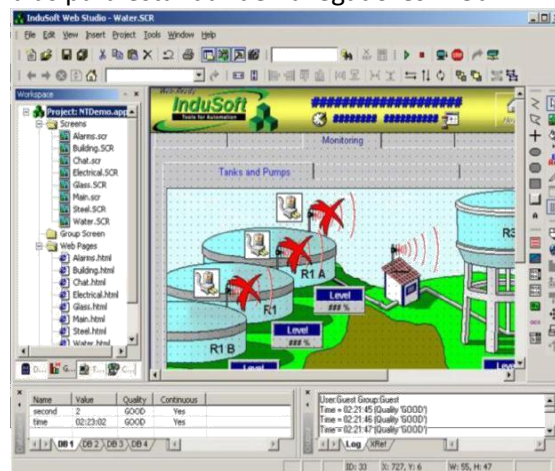 InduSoft Web Studio - Water.SCR
File Edit View Insert Project Tools Window Help
Workspace
Project: NTDemo.app
Screens
Alarms.scr
Building.SCR
Chat.scr
Electrical.SCR
Glass.SCR
Main.scr
Steel.SCR
Water.SCR
Group Screen
Web Pages
Alarms.html
Building.html
Chat.html
Electrical.html
Glass.html
Main.html
Steel.html
Water.html
InduSoft
Tools for Automation
######################
######### ##########
Monitoring
Tanks and Pumps
R1 A
R1
R1 B
Level
### %
Level
### %
Name Value Quality Continuous
second 2 GOOD Yes
time 02:23:02 GOOD Yes
DB 1 DB 2 DB 3 DB 4
User:Guest Group:Guest
Time = 02:21:45 (Quality 'GOOD')
Time = 02:21:46 (Quality 'GOOD')
Time = 02:21:47 (Quality 'GOOD')
Log XRef
ID: 33 X: 727, Y: 6 W: 55, H: 47